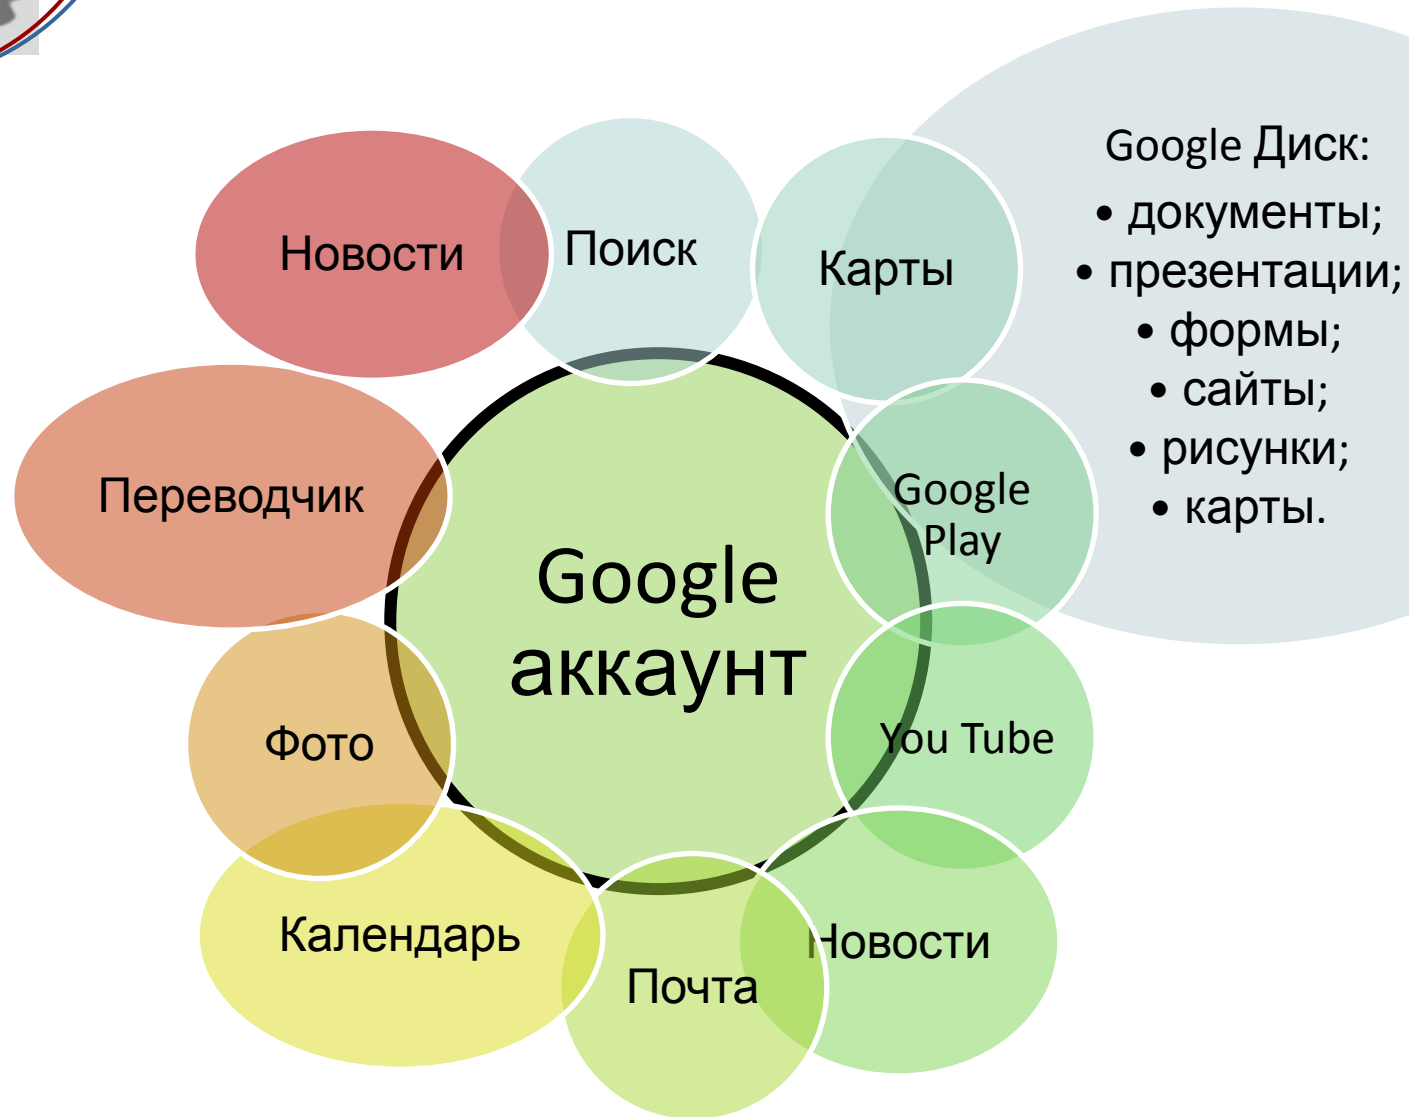 Google Диск:
• документы;
• презентации;
• формы;
• сайты;
• рисунки;
• карты.
Новости
Поиск
Карты
Переводчик
Google
Play
Google
аккаунт
Фото
You Tube
Календарь
Почта
Новости